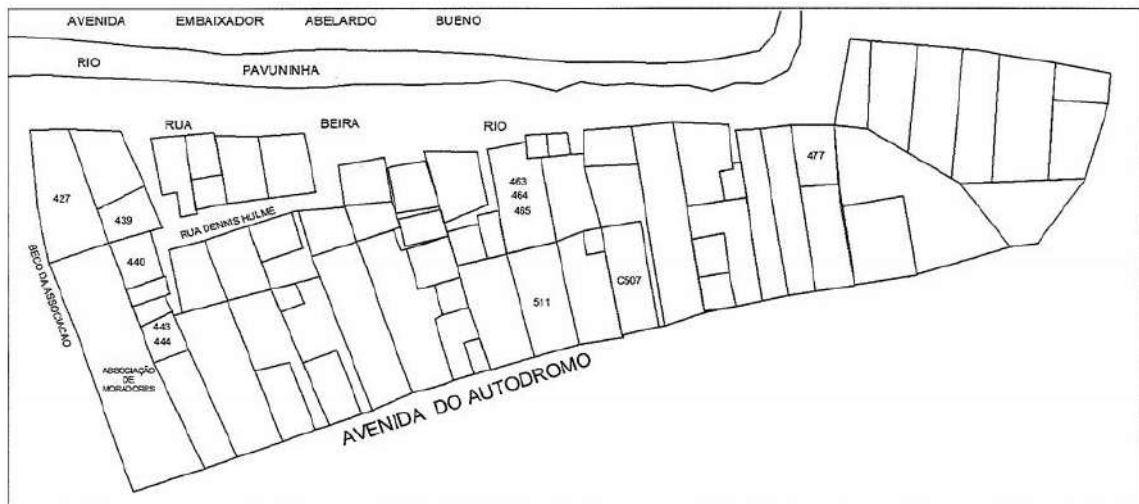 AVENIDA EMBAIXADOR ABELARDO BUENO
RIO PAVUNINHA
RUA BEIRA RIO
427
439
RUA DENNIS HULME
463
464
465
477
BECO DA ASSOCIACAO
440
443
444
511
C507
ASSOCIAÇÃO
DE
MORADORES
AVENIDA DO AUTODROMO